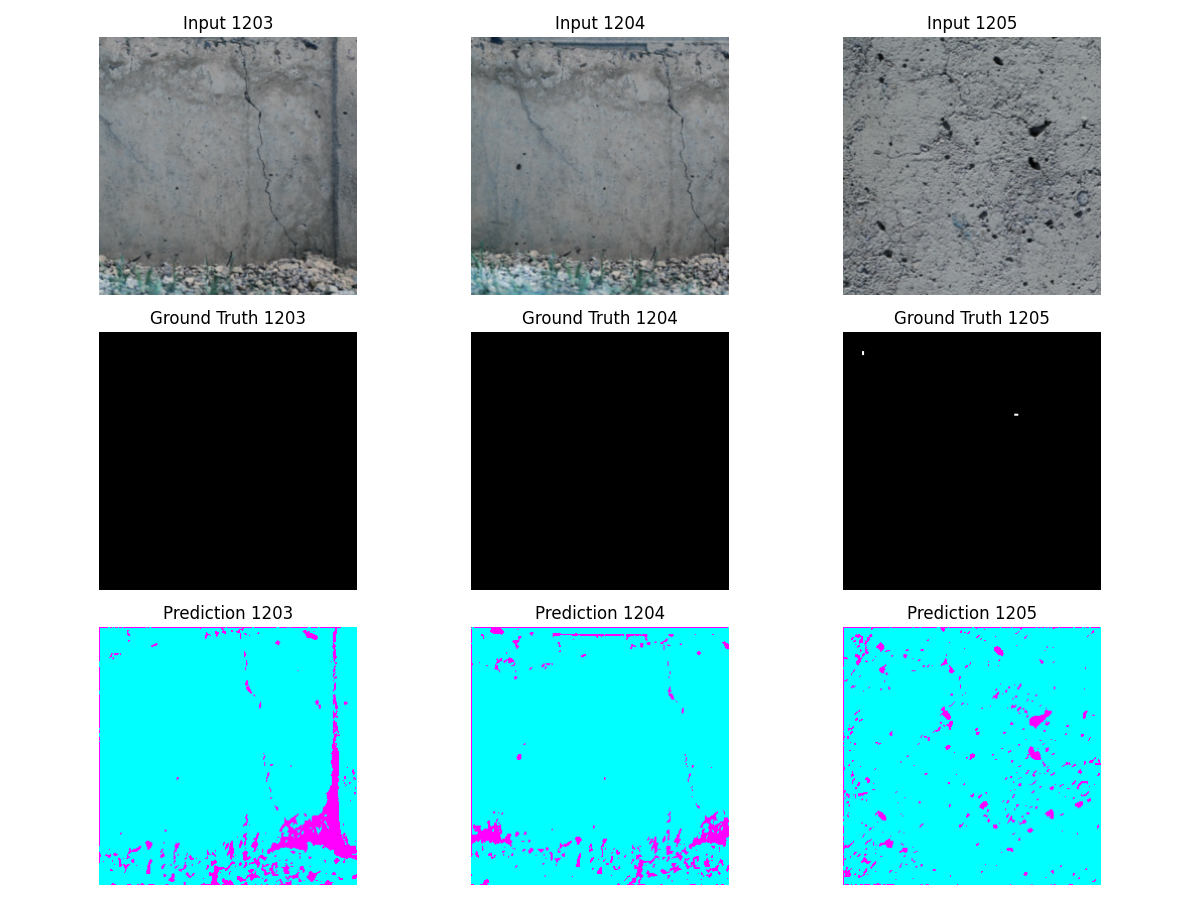 Input 1203
Input 1204
Input 1205
Ground Truth 1203
Ground Truth 1204
Ground Truth 1205
Prediction 1203
Prediction 1204
Prediction 1205